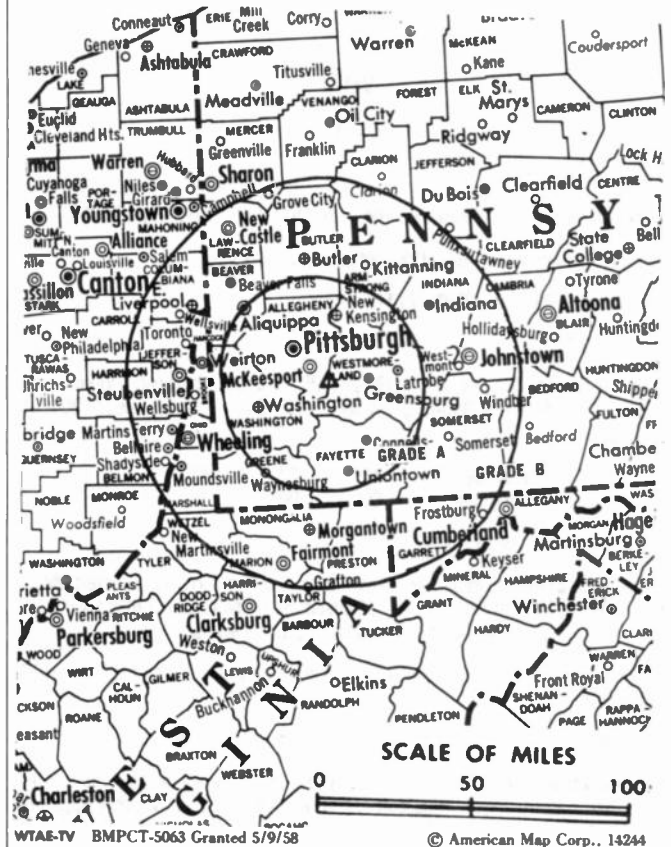 Conneaut ERIE Mill Creek Corry
Geneva Ashtabula CRAWFORD Warren McKEAN Coudersport
LAKE Titusville Kane
GEAUGA ASHTABULA Meadville VENANGO FOREST ELK St. Marys CAMERON CLINTON
Euclid Oil City
Cleveland Hts. TRUMBULL MERCER Ridgway
Greenville Franklin CLARION JEFFERSON
Warren Hubbard Sharon Clarion Du Bois Clearfield CENTRE
Cuyahoga Falls PORTAGE Niles Girard Campbell Grove City
Youngstown MAHONING New Castle PENNSY
SUMMIT N. Canton Alliance LAWRENCE BUTLER Punxsutawney CLEARFIELD State College
Louisville Salem Butler Kittanning
Canton COLUMBIANA BEAVER Beaver Falls ARMSTRONG INDIANA CAMBRIA Tyrone
STARK E. Liverpool ALLEGHENY New Kensington Indiana Altoona
CARROLL Wellsville Aliquippa BLAIR
New Philadelphia Toronto HANCOCK Pittsburgh Hollidaysburg
TUSCARAWAS JEFFERSON Weirton WESTMORELAND Westmont Johnstown
HARRISON McKeesport Latrobe HUNTINGDON
Steubenville Greensburg BEDFORD
Wellsburg Washington Windber
WASHINGTON SOMERSET FULTON
Martins Ferry OHIO FAYETTE GRADE A Somerset Bedford
Bellaire Wheeling
Shadyside GREENE Uniontown GRADE B
BELMONT Moundsville Waynesburg
NOBLE MONROE MARSHALL Frostburg ALLEGANY
Woodsfield WETZEL MONONGALIA Morgantown Cumberland MORGAN
New Martinsville Fairmont GARRETT Martinsburg
WASHINGTON TYLER MARION PRESTON Keyser BERKELEY
PLEASANTS HARRISON Grafton MINERAL HAMPSHIRE FREDERICK
Vienna RITCHIE DODDRIDGE TAYLOR GRANT Winchester
Parkersburg Clarksburg BARBOUR TUCKER HARDY
WOOD Weston WARREN
WIRT GILMER LEWIS UPSHUR Elkins Front Royal
CALHOUN Buckhannon RANDOLPH SHENANDOAH
ROANE PENDLETON PAGE
BRAXTON SCALE OF MILES
WEBSTER
Charleston CLAY 0 50 100
WTAE-TV BMPCT-5063 Granted 5/9/58 © American Map Corp., 14244